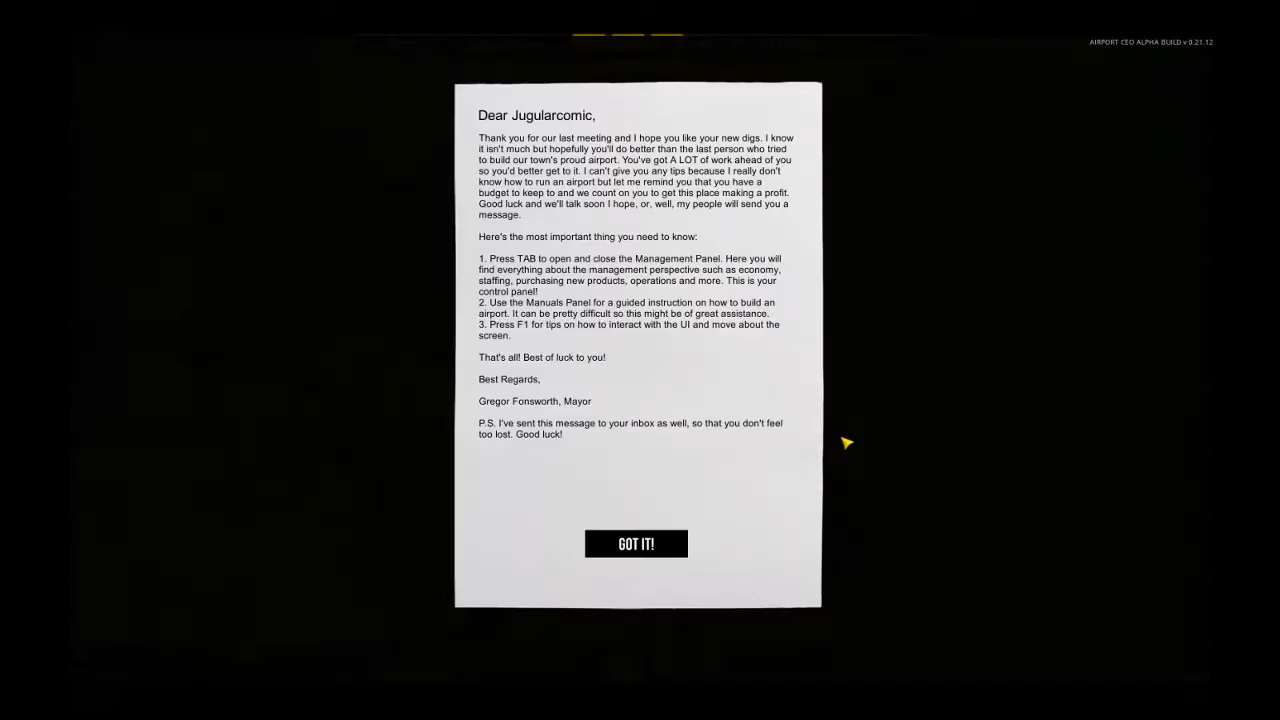 AIRPORT CEO ALPHA BUILD v 0.21.12
Dear Jugularcomic,
Thank you for our last meeting and I hope you like your new digs. I know
it isn't much but hopefully you'll do better than the last person who tried
to build our town's proud airport. You've got A LOT of work ahead of you
so you'd better get to it. I can't give you any tips because I really don't
know how to run an airport but let me remind you that you have a
budget to keep to and we count on you to get this place making a profit.
Good luck and we'll talk soon I hope, or, well, my people will send you a
message.
Here's the most important thing you need to know:
1. Press TAB to open and close the Management Panel. Here you will
find everything about the management perspective such as economy,
staffing, purchasing new products, operations and more. This is your
control panel!
2. Use the Manuals Panel for a guided instruction on how to build an
airport. It can be pretty difficult so this might be of great assistance.
3. Press F1 for tips on how to interact with the UI and move about the
screen.
That's all! Best of luck to you!
Best Regards,
Gregor Fonsworth, Mayor
P.S. I've sent this message to your inbox as well, so that you don't feel
too lost. Good luck!
GOT IT!